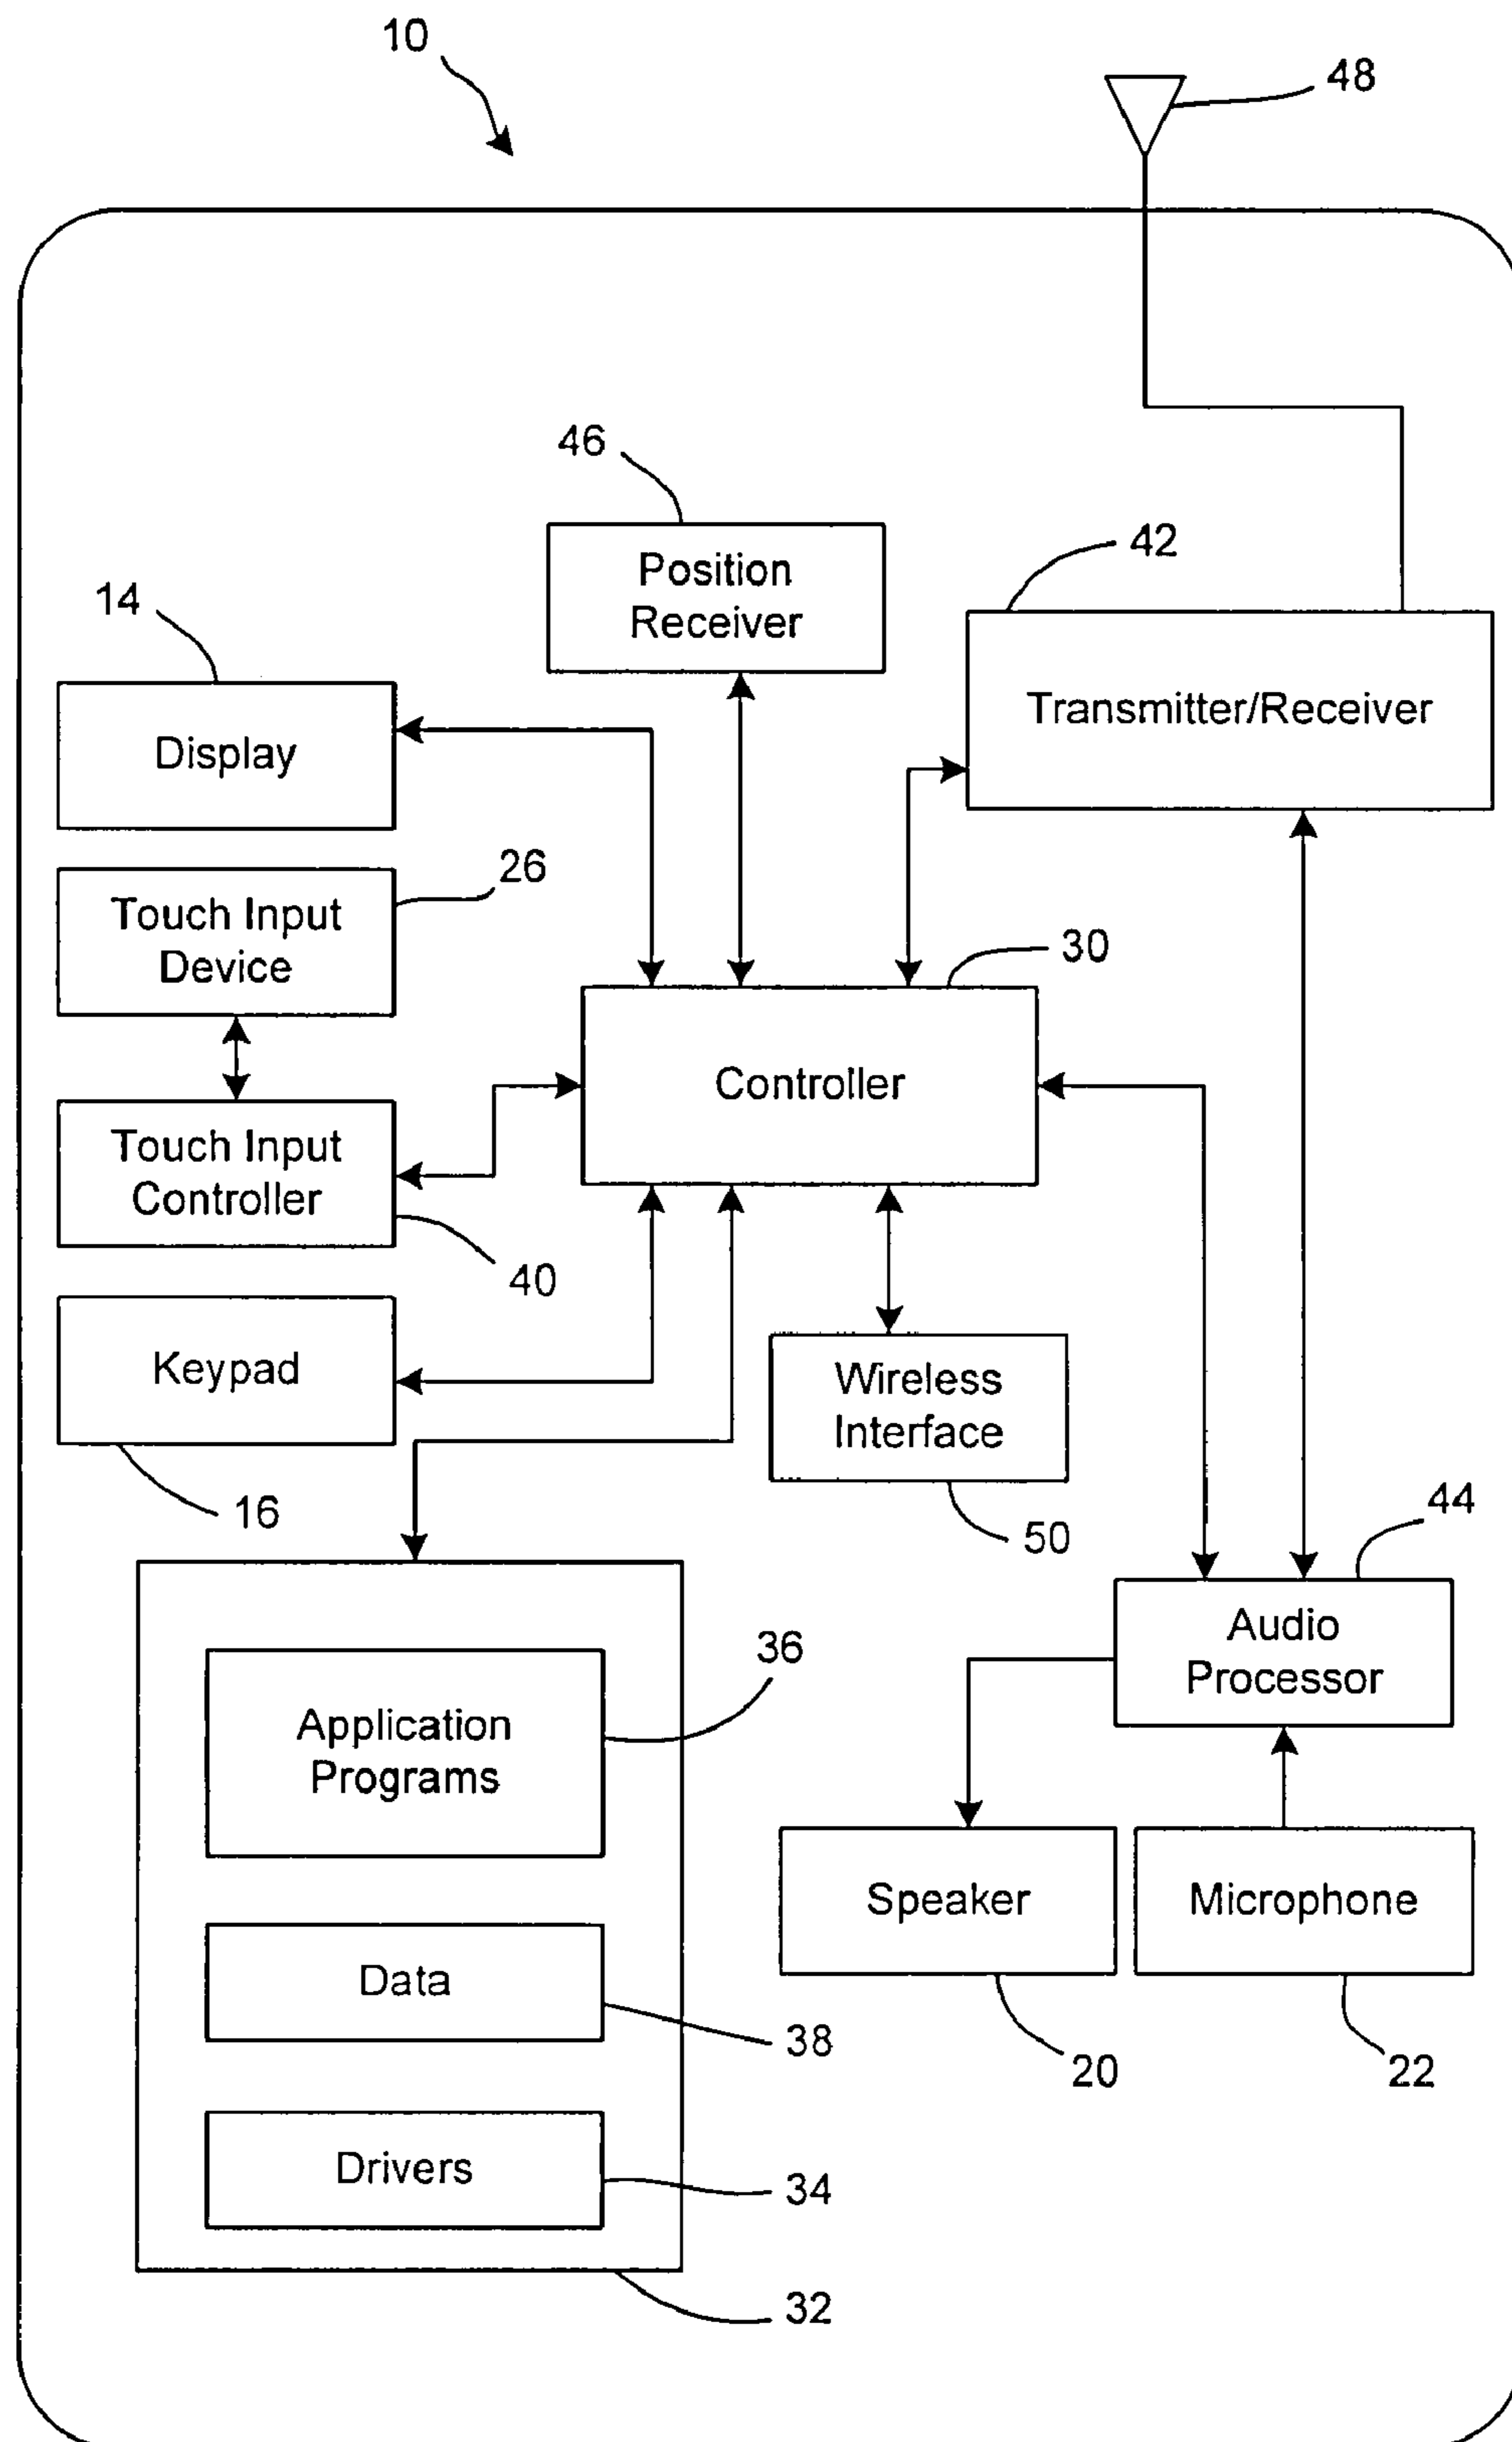 10
48
46
Position
Receiver
42
Transmitter/Receiver
14
Display
26
Touch Input
Device
30
Controller
Touch Input
Controller
40
Keypad
16
Wireless
Interface
50
44
Audio
Processor
36
Application
Programs
Speaker
Microphone
Data
38
20
22
Drivers
34
32